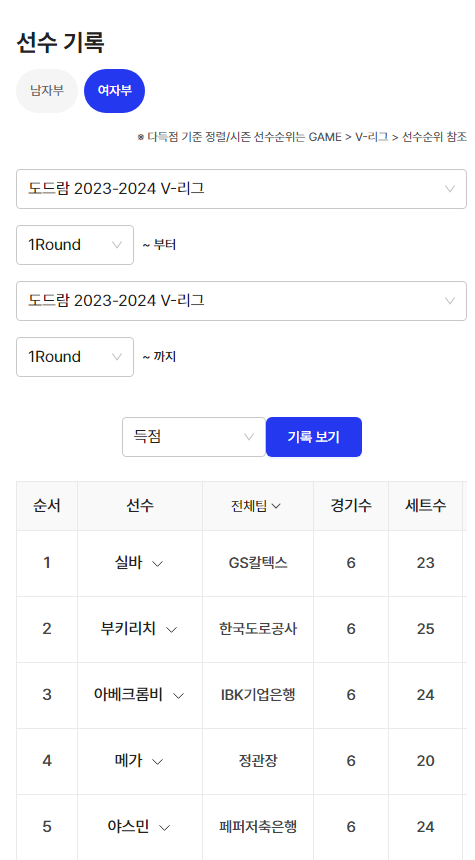 선수 기록
남자부 여자부
※ 다득점 기준 정렬/시즌 선수순위는 GAME > V-리그 > 선수순위 참조
도드람 2023-2024 V-리그
1Round ~ 부터
도드람 2023-2024 V-리그
1Round ~ 까지
득점 기록 보기
순서 선수 전체팀 경기수 세트수
1 실바 GS칼텍스 6 23
2 부키리치 한국도로공사 6 25
3 아베크롬비 IBK기업은행 6 24
4 메가 정관장 6 20
5 야스민 페퍼저축은행 6 24